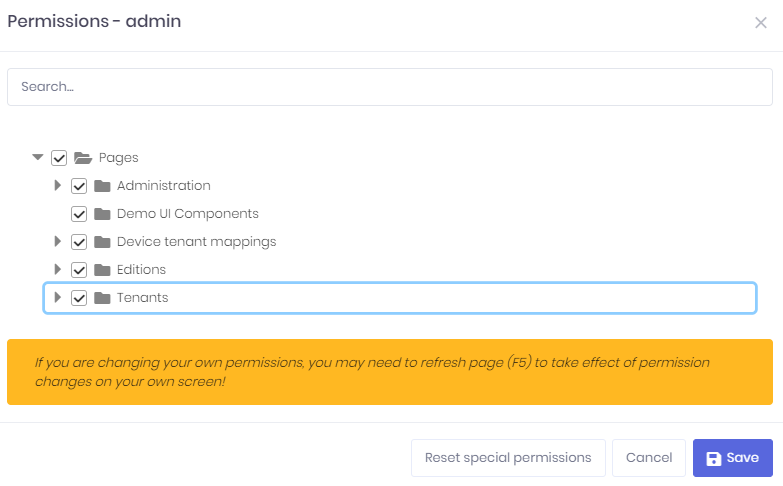 Permissions - admin
Search...
Pages
Administration
Demo UI Components
Device tenant mappings
Editions
Tenants
If you are changing your own permissions, you may need to refresh page (F5) to take effect of permission
changes on your own screen!
Reset special permissions
Cancel
Save